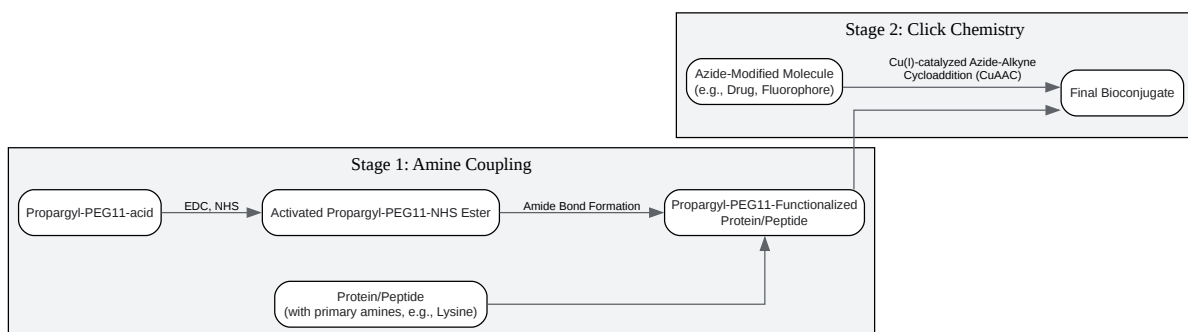 Stage 2: Click Chemistry
Azide-Modified Molecule
(e.g., Drug, Fluorophore)
Cu(I)-catalyzed Azide-Alkyne
Cycloaddition (CuAAC)
Final Bioconjugate
Stage 1: Amine Coupling
Propargyl-PEG11-acid
EDC, NHS
Activated Propargyl-PEG11-NHS Ester
Amide Bond Formation
Propargyl-PEG11-Functionalized
Protein/Peptide
Protein/Peptide
(with primary amines, e.g., Lysine)